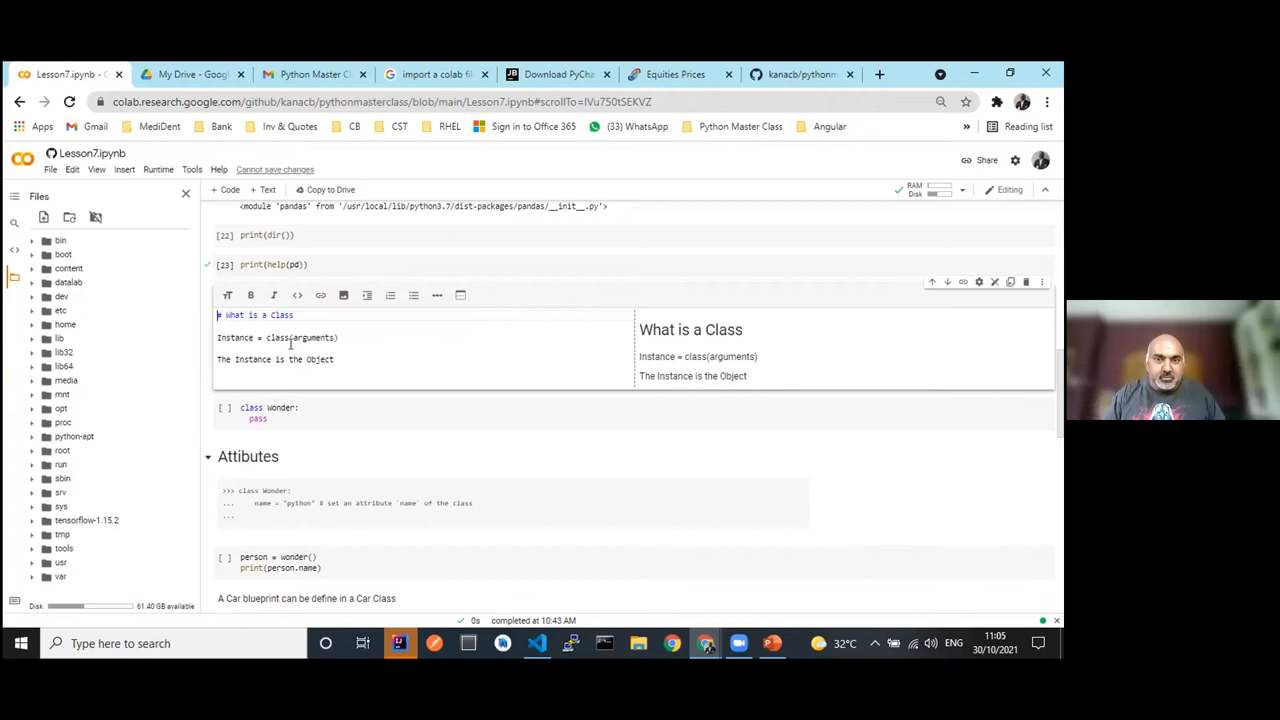 Lesson7.ipynb - C
My Drive - Googl
Python Master Cl
import a colab fil
Download PyCha
Equities Prices
kanacb/pythonm
colab.research.google.com/github/kanacb/pythonmasterclass/blob/main/Lesson7.ipynb#scrollTo=IVu750tSEKVZ
Apps
Gmail
MediDent
Bank
Inv & Quotes
CB
CST
RHEL
Sign in to Office 365
(33) WhatsApp
Python Master Class
Angular
»
Reading list
Lesson7.ipynb
File Edit View Insert Runtime Tools Help Cannot save changes
Share
+ Code + Text Copy to Drive
RAM
Disk
Editing
Files
bin
boot
content
datalab
dev
etc
home
lib
lib32
lib64
media
mnt
opt
proc
python-apt
root
run
sbin
srv
sys
tensorflow-1.15.2
tmp
tools
usr
var
Disk 61.40 GB available
<module 'pandas' from '/usr/local/lib/python3.7/dist-packages/pandas/__init__.py'>
[22] print(dir())
[23] print(help(pd))
# What is a Class
Instance = class(arguments)
The Instance is the Object
What is a Class
Instance = class(arguments)
The Instance is the Object
[ ] class Wonder:
pass
Attibutes
>>> class Wonder:
... name = "python" # set an attribute `name` of the class
...
[ ] person = wonder()
print(person.name)
A Car blueprint can be define in a Car Class
0s completed at 10:43 AM
Type here to search
32°C
ENG
11:05
30/10/2021